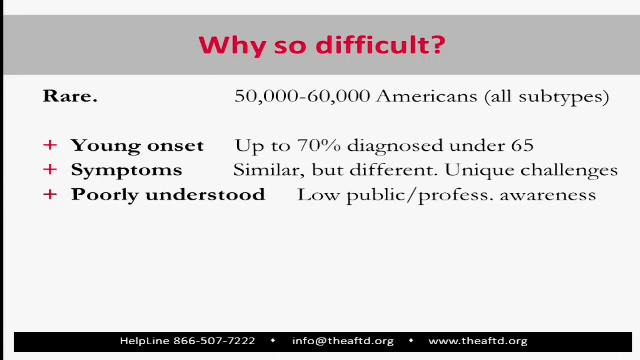 Why so difficult?
Rare. 50,000-60,000 Americans (all subtypes)
+ Young onset Up to 70% diagnosed under 65
+ Symptoms Similar, but different. Unique challenges
+ Poorly understood Low public/profess. awareness
HelpLine 866-507-7222 • info@theaftd.org • www.theaftd.org